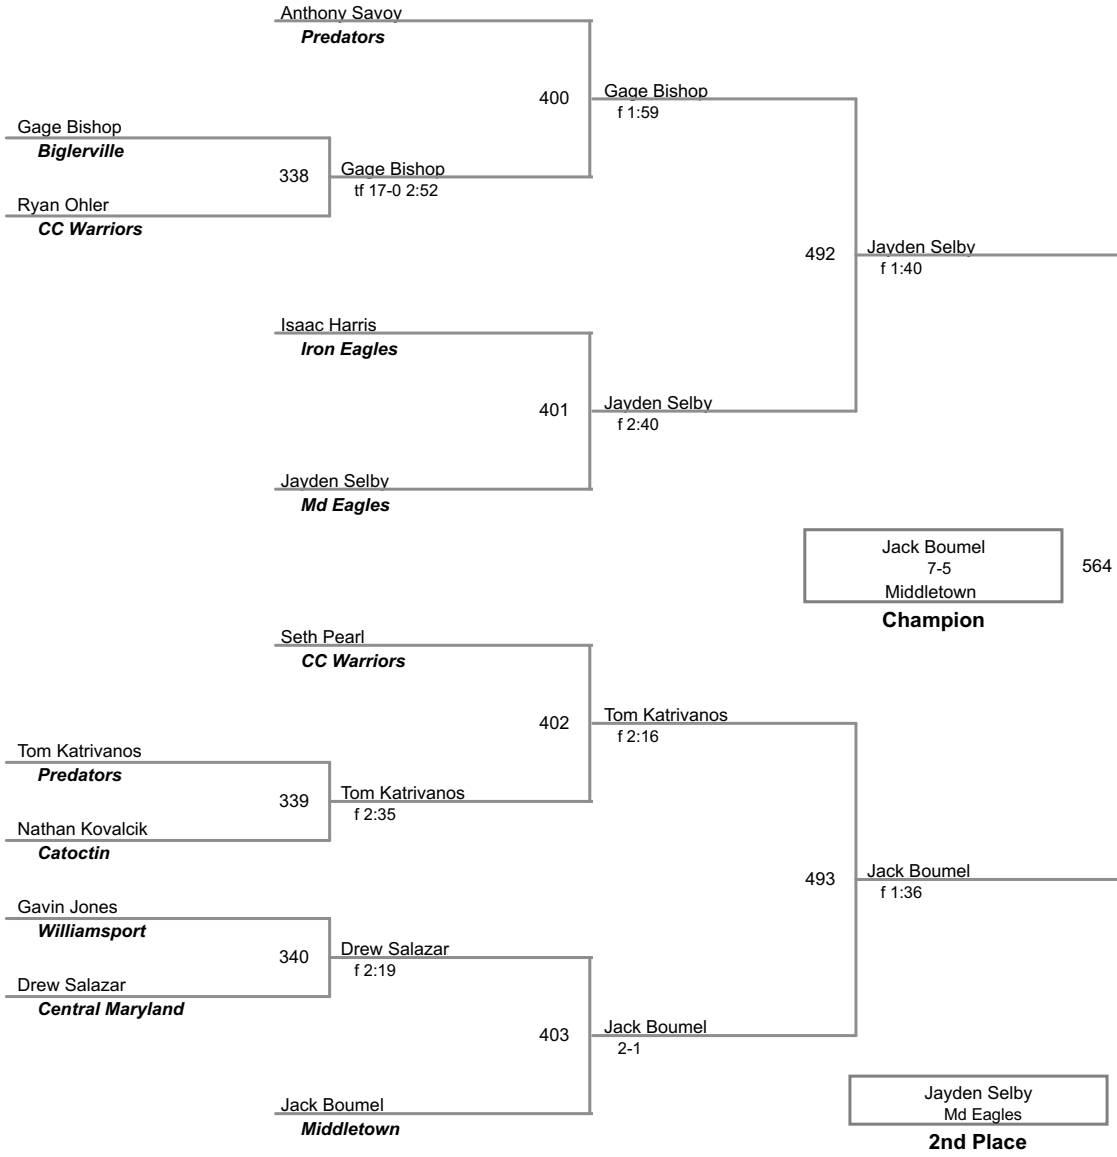 Anthony Savoy
Predators
400
Gage Bishop
f 1:59
Gage Bishop
Biglerville
338
Gage Bishop
tf 17-0 2:52
Ryan Ohler
CC Warriors
492
Jayden Selby
f 1:40
Isaac Harris
Iron Eagles
401
Jayden Selby
f 2:40
Jayden Selby
Md Eagles
Jack Boumel
7-5
Middletown
564
Champion
Seth Pearl
CC Warriors
402
Tom Katrivanos
f 2:16
Tom Katrivanos
Predators
339
Tom Katrivanos
f 2:35
Nathan Kovalcik
Catoctin
493
Jack Boumel
f 1:36
Gavin Jones
Williamsport
340
Drew Salazar
f 2:19
Drew Salazar
Central Maryland
403
Jack Boumel
2-1
Jack Boumel
Middletown
Jayden Selby
Md Eagles
2nd Place